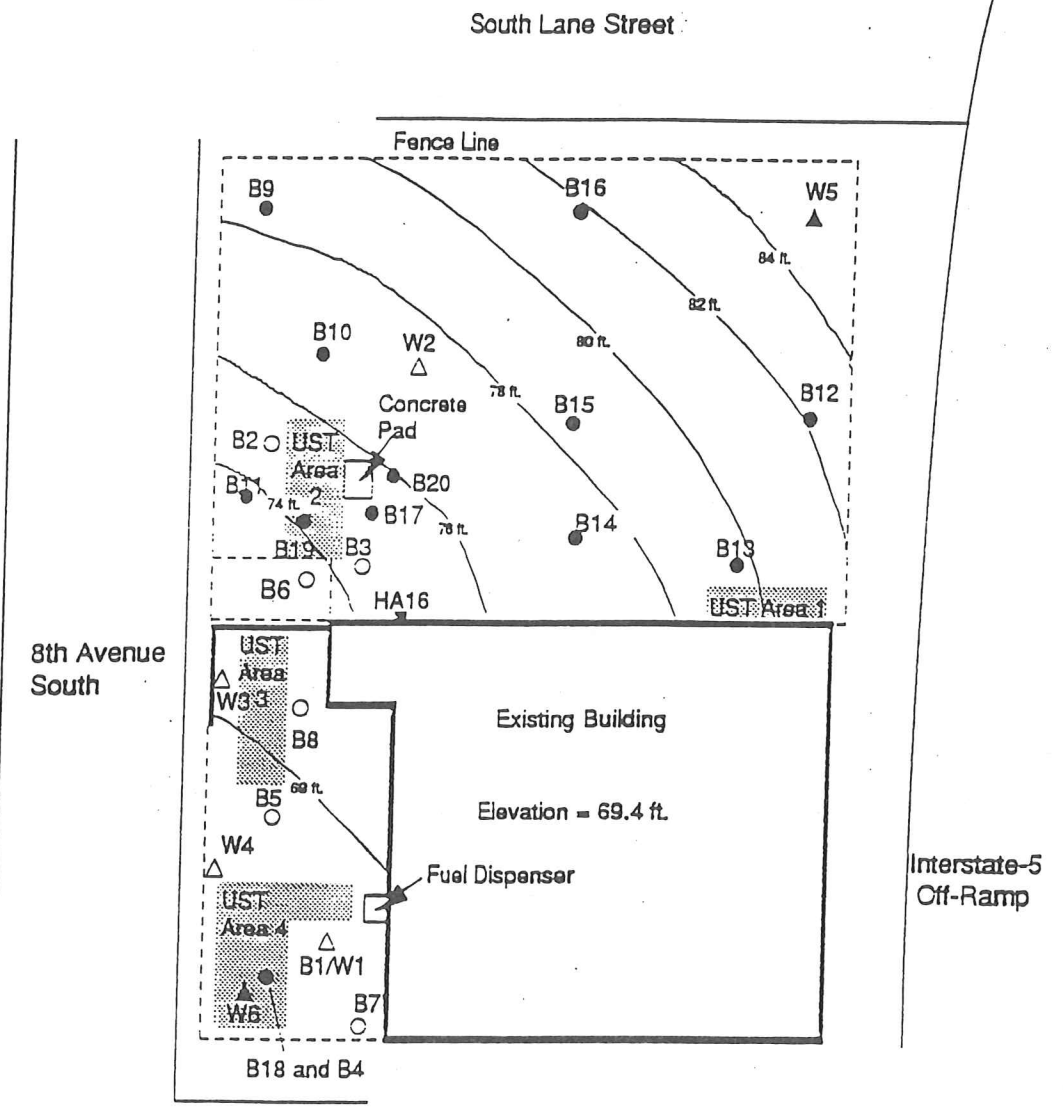 South Lane Street
Fence Line
B9
B16
W5
84 ft.
82 ft.
80 ft.
B10
W2
78 ft.
B12
Concrete
Pad
B15
B2
UST
Area
2
B11
74 ft.
B20
B17
76 ft.
B14
B19
B3
B13
B6
HA16
UST Area 1
8th Avenue
South
UST
Area
3
W3
B8
Existing Building
69 ft.
B5
Elevation = 69.4 ft.
W4
Fuel Dispenser
Interstate-5
Off-Ramp
UST
Area 4
B1/W1
W6
B7
B18 and B4